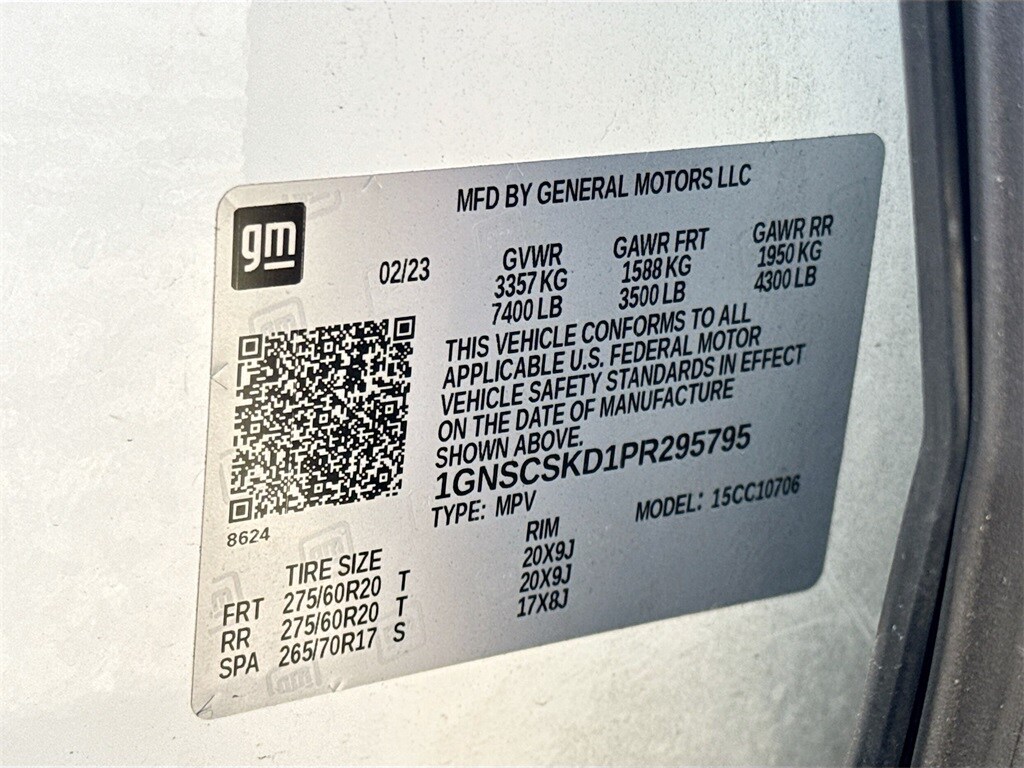 MFD BY GENERAL MOTORS LLC
gm
02/23
GVWR GAWR FRT GAWR RR
3357 KG 1588 KG 1950 KG
7400 LB 3500 LB 4300 LB
THIS VEHICLE CONFORMS TO ALL
APPLICABLE U.S. FEDERAL MOTOR
VEHICLE SAFETY STANDARDS IN EFFECT
ON THE DATE OF MANUFACTURE
SHOWN ABOVE.
1GNSCSKD1PR295795
TYPE: MPV MODEL: 15CC10706
8624
TIRE SIZE RIM
FRT 275/60R20 T 20X9J
RR 275/60R20 T 20X9J
SPA 265/70R17 S 17X8J